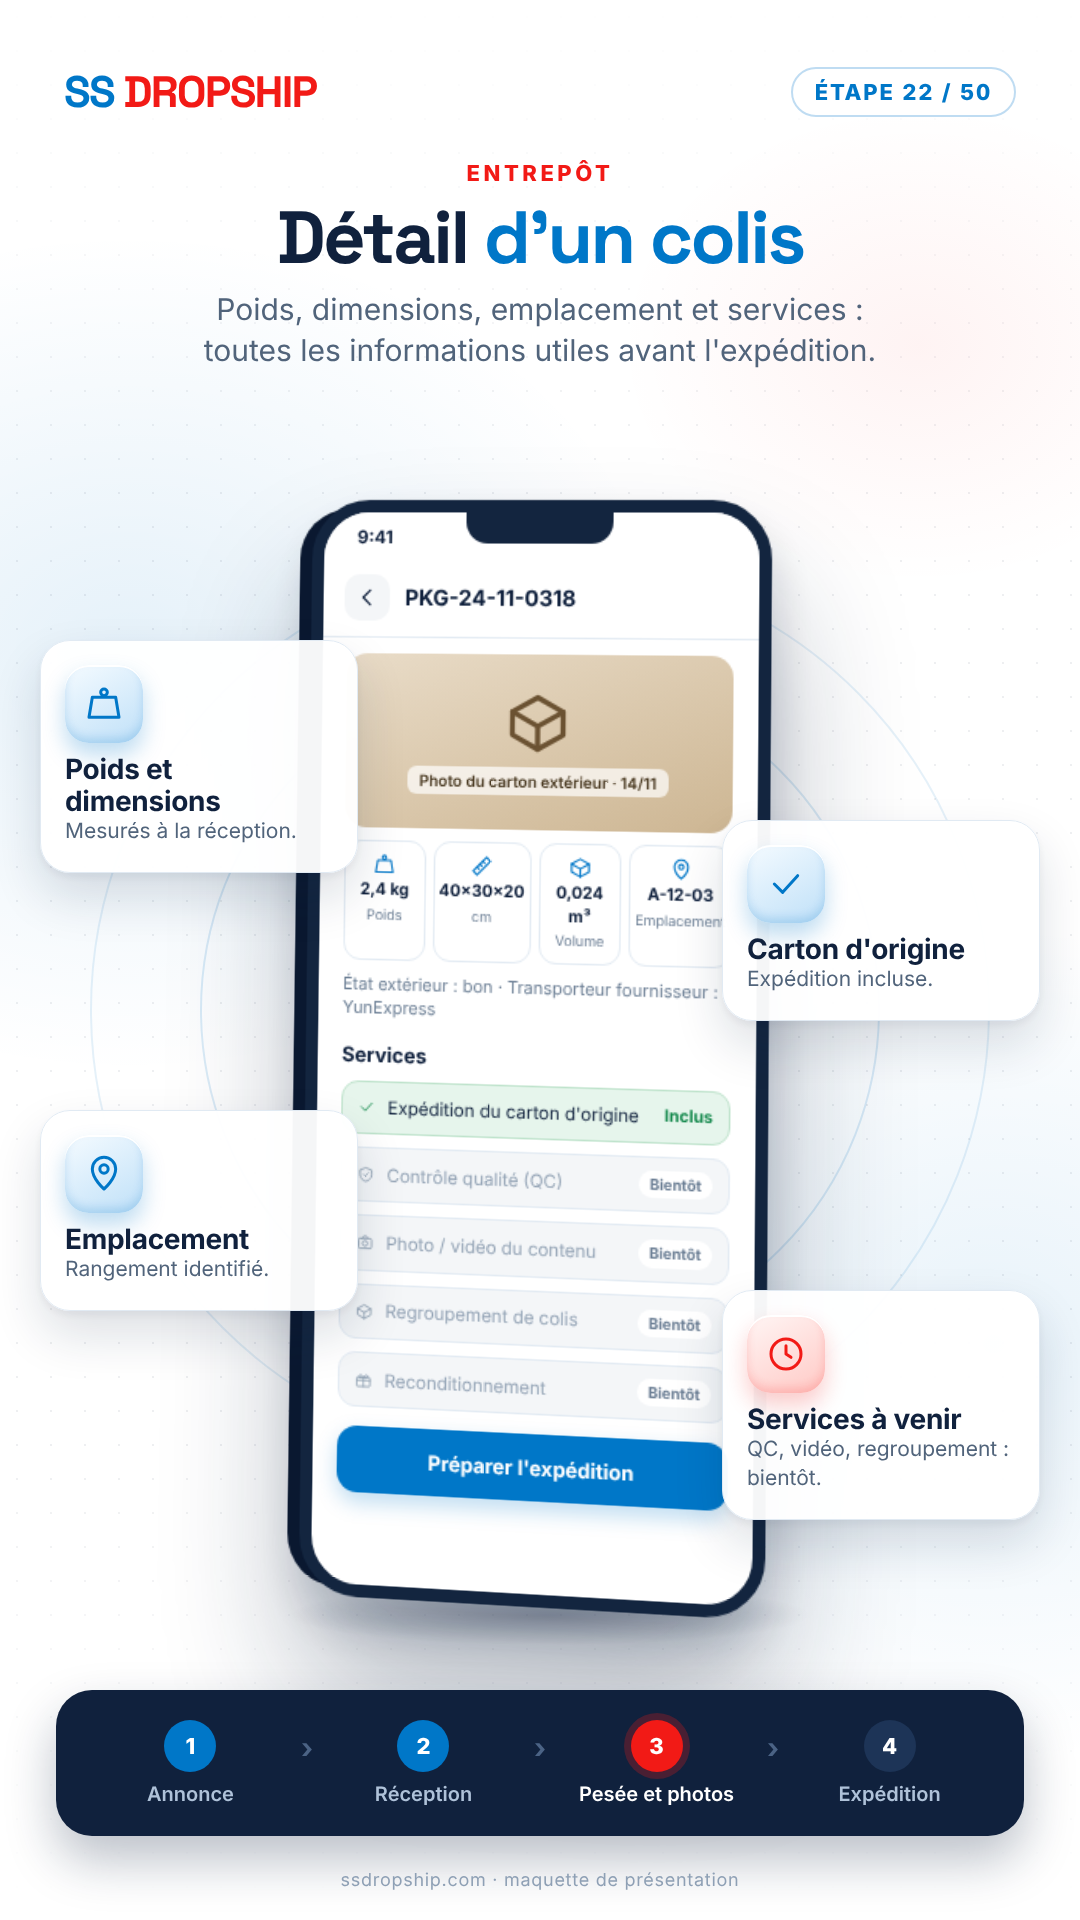 SS DROPSHIP
ÉTAPE 22 / 50
ENTREPÔT
Détail d’un colis
Poids, dimensions, emplacement et services :
toutes les informations utiles avant l'expédition.
9:41
PKG-24-11-0318
Photo du carton extérieur · 14/11
Poids et
dimensions
Mesurés à la réception.
2,4 kg
Poids
40×30×20
cm
0,024
m³
Volume
A-12-03
Emplacement
Carton d'origine
Expédition incluse.
État extérieur : bon · Transporteur fournisseur :
YunExpress
Services
Expédition du carton d'origine Inclus
Contrôle qualité (QC) Bientôt
Photo / vidéo du contenu Bientôt
Regroupement de colis Bientôt
Reconditionnement Bientôt
Emplacement
Rangement identifié.
Services à venir
QC, vidéo, regroupement :
bientôt.
Préparer l'expédition
1 › 2 › 3 › 4
Annonce Réception Pesée et photos Expédition
ssdropship.com · maquette de présentation